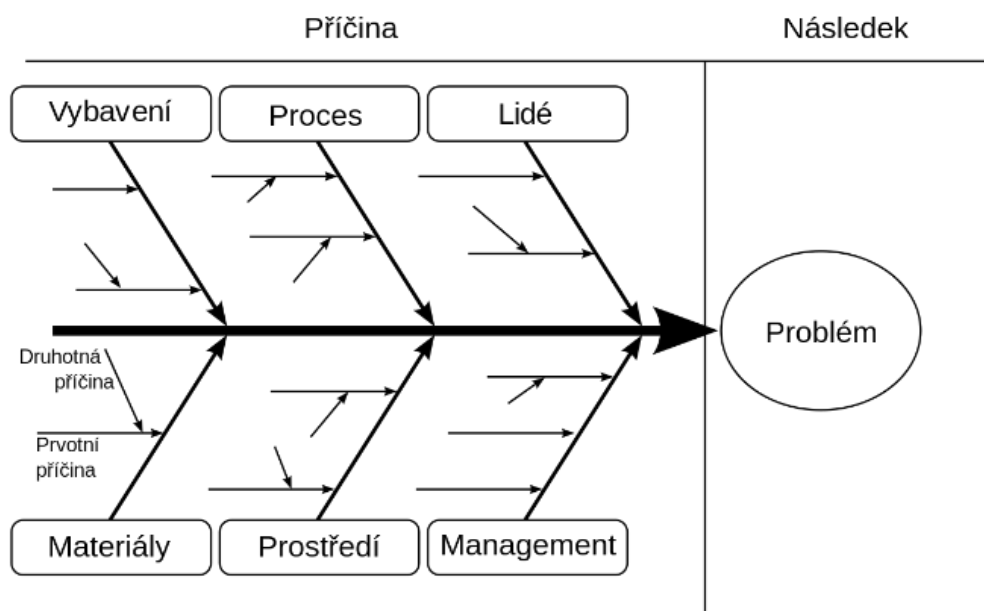 Příčina
Následek
Vybavení
Proces
Lidé
Problém
Druhotná
příčina
Prvotní
příčina
Materiály
Prostředí
Management